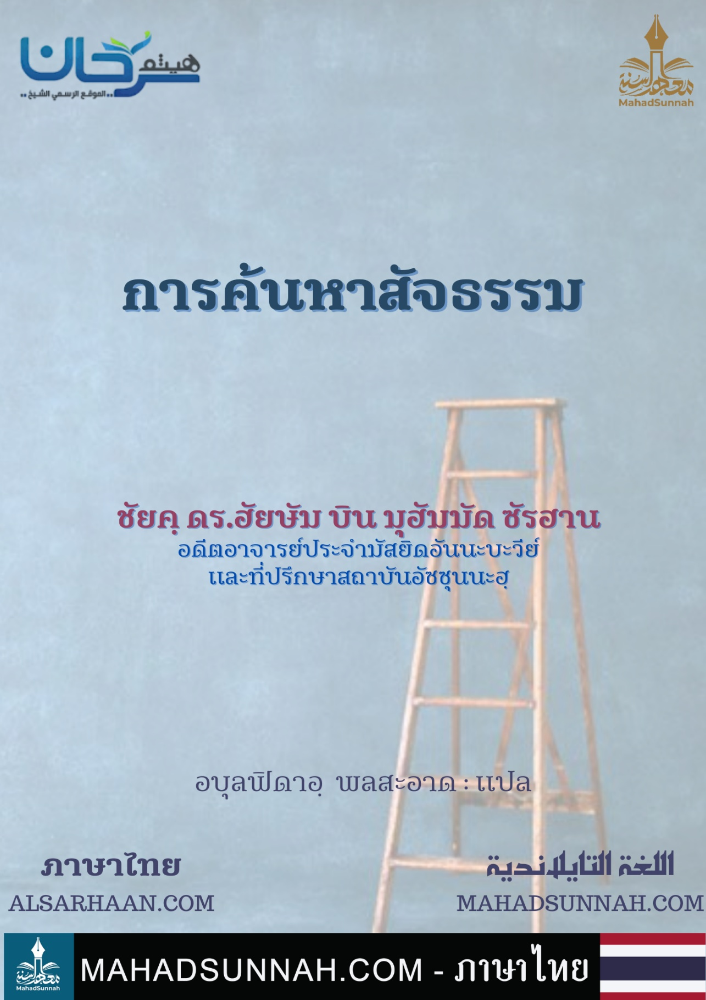 هيثم
سرحان
.. الموقع الرسمي الشيخ ..
معهد السنة
MahadSunnah
การค้นหาสัจธรรม
ชัยคฺ ดร.ฮัยษัม บิน มุฮัมมัด ซัรฮาน
อดีตอาจารย์ประจำมัสยิดอันนะบะวีย์
และที่ปรึกษาสถาบันอัซซุนนะฮฺ
อบุลฟิดาอฺ พลสะอาด : แปล
ภาษาไทย
اللغة التايلاندية
ALSARHAAN.COM
MAHADSUNNAH.COM
معهد السنة
MahadSunnah
MAHADSUNNAH.COM - ภาษาไทย